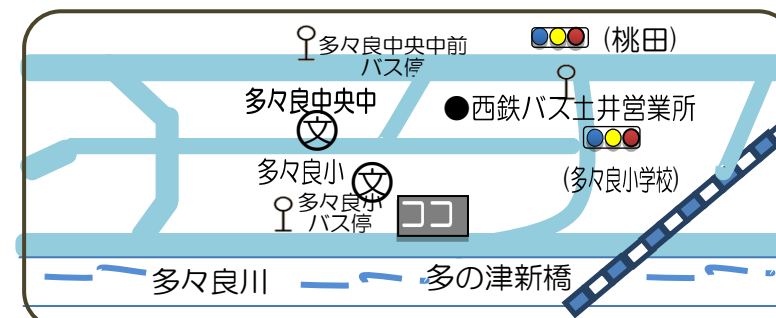 (桃田)
多々良中央中前
バス停
多々良中央中
文
●西鉄バス土井営業所
多々良小
文
(多々良小学校)
多々良小
バス停
ココ
多々良川
多の津新橋